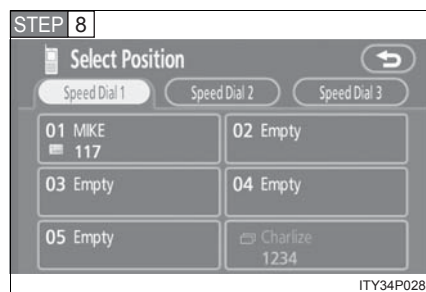 STEP 8
Select Position
Speed Dial 1 Speed Dial 2 Speed Dial 3
01 MIKE
117
02 Empty
03 Empty
04 Empty
05 Empty
Charlize
1234
ITY34P028